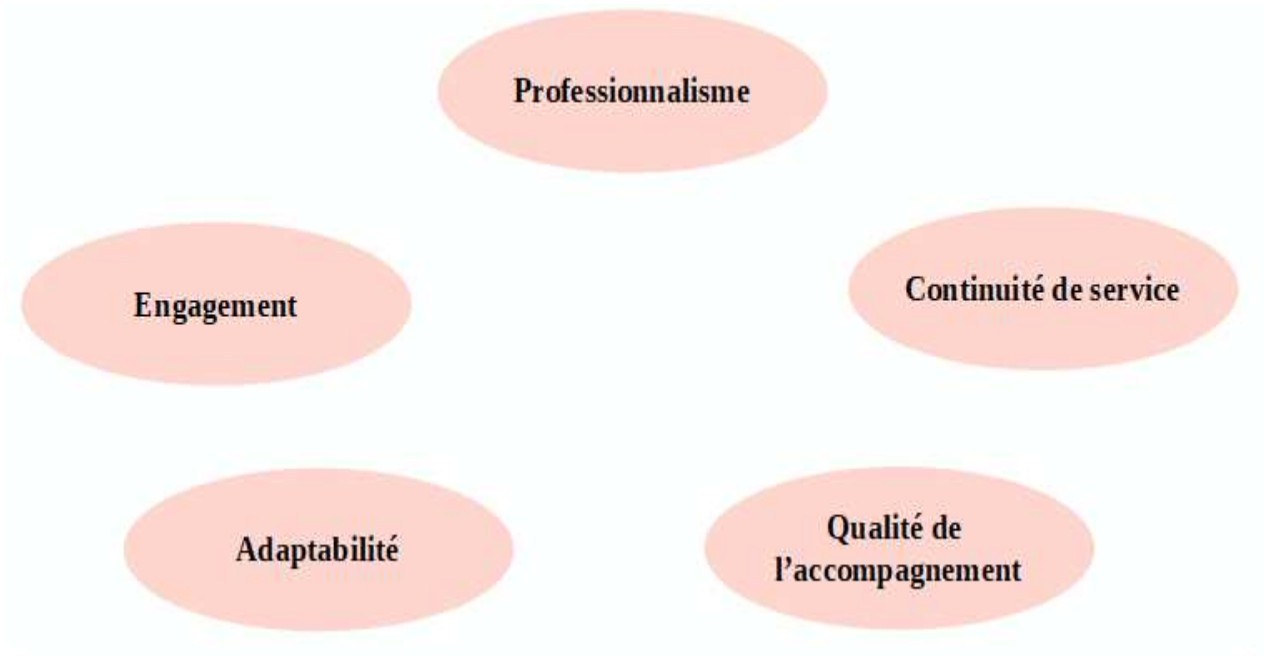 Professionnalisme
Continuité de service
Engagement
Adaptabilité
Qualité de
l’accompagnement